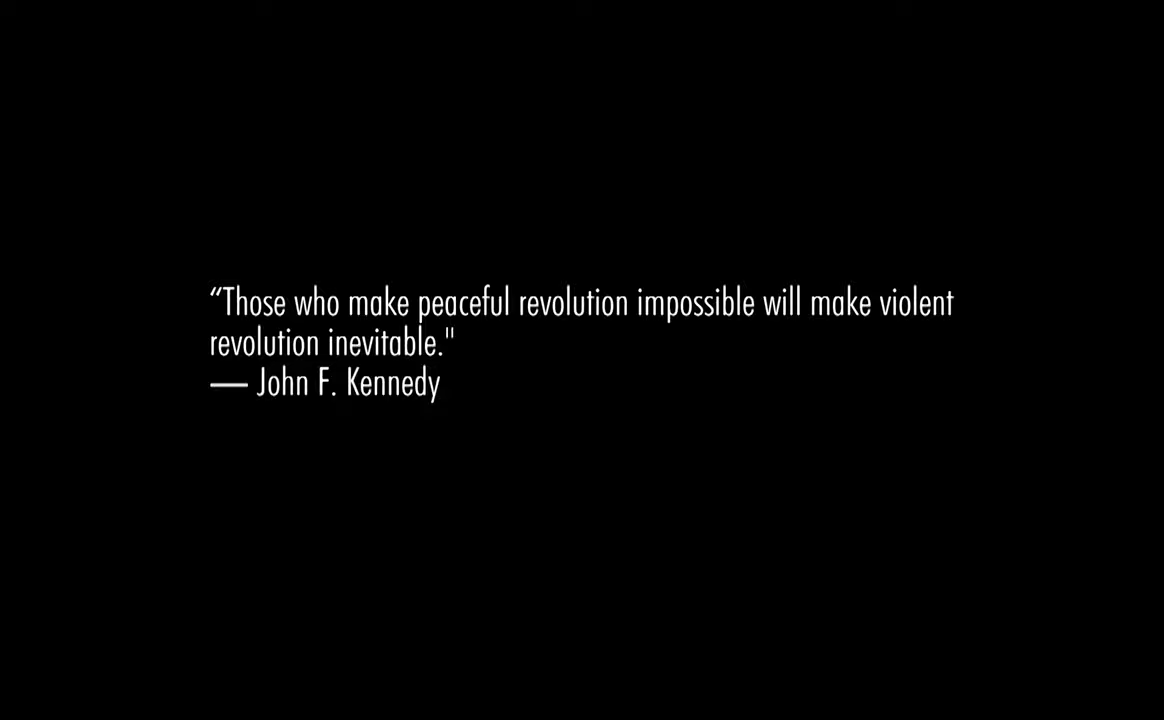 “Those who make peaceful revolution impossible will make violent
revolution inevitable."
— John F. Kennedy